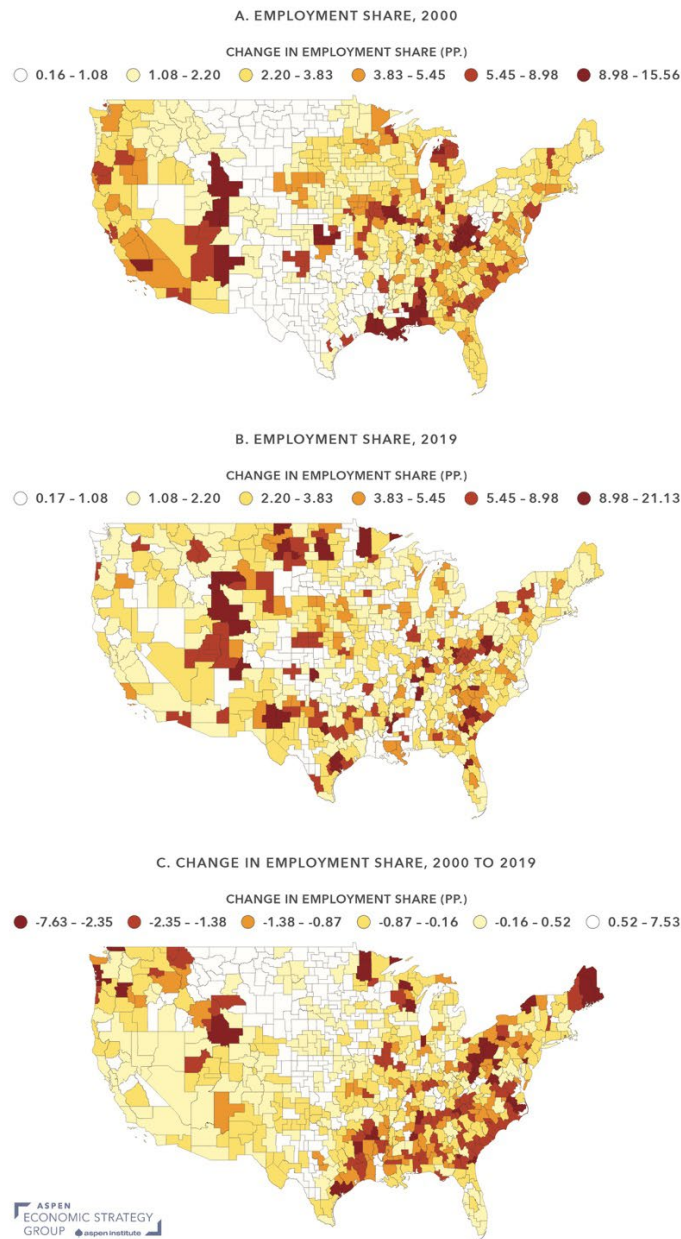 A. EMPLOYMENT SHARE, 2000
CHANGE IN EMPLOYMENT SHARE (PP.)
0.16 - 1.08 1.08 - 2.20 2.20 - 3.83 3.83 - 5.45 5.45 - 8.98 8.98 - 15.56
B. EMPLOYMENT SHARE, 2019
CHANGE IN EMPLOYMENT SHARE (PP.)
0.17 - 1.08 1.08 - 2.20 2.20 - 3.83 3.83 - 5.45 5.45 - 8.98 8.98 - 21.13
C. CHANGE IN EMPLOYMENT SHARE, 2000 TO 2019
CHANGE IN EMPLOYMENT SHARE (PP.)
-7.63 - -2.35 -2.35 - -1.38 -1.38 - -0.87 -0.87 - -0.16 -0.16 - 0.52 0.52 - 7.53
ASPEN
ECONOMIC STRATEGY
GROUP aspen institute